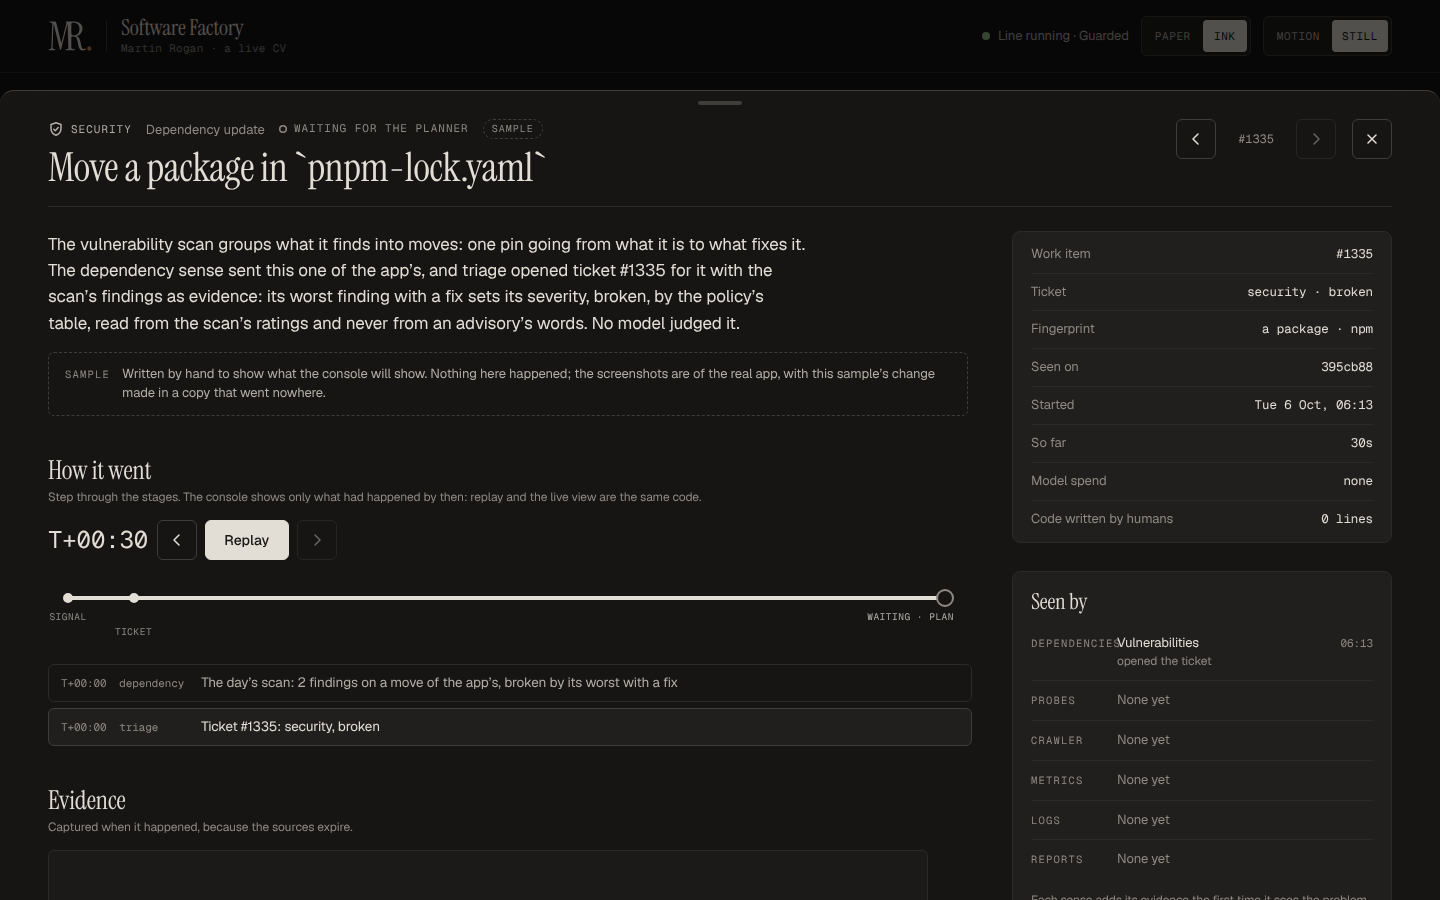 MR.
Software Factory
Martin Rogan · a live CV
Line running · Guarded
PAPER
INK
MOTION
STILL
SECURITY
Dependency update
WAITING FOR THE PLANNER
SAMPLE
#1335
Move a package in `pnpm-lock.yaml`
The vulnerability scan groups what it finds into moves: one pin going from what it is to what fixes it.
The dependency sense sent this one of the app’s, and triage opened ticket #1335 for it with the
scan’s findings as evidence: its worst finding with a fix sets its severity, broken, by the policy’s
table, read from the scan’s ratings and never from an advisory’s words. No model judged it.
SAMPLE
Written by hand to show what the console will show. Nothing here happened; the screenshots are of the real app, with this sample’s change
made in a copy that went nowhere.
How it went
Step through the stages. The console shows only what had happened by then: replay and the live view are the same code.
T+00:30
Replay
SIGNAL
TICKET
WAITING · PLAN
T+00:00 dependency The day’s scan: 2 findings on a move of the app’s, broken by its worst with a fix
T+00:00 triage Ticket #1335: security, broken
Evidence
Captured when it happened, because the sources expire.
Work item #1335
Ticket security · broken
Fingerprint a package · npm
Seen on 395cb88
Started Tue 6 Oct, 06:13
So far 30s
Model spend none
Code written by humans 0 lines
Seen by
DEPENDENCIES Vulnerabilities 06:13
opened the ticket
PROBES None yet
CRAWLER None yet
METRICS None yet
LOGS None yet
REPORTS None yet
Each sense adds its evidence the first time it sees the problem